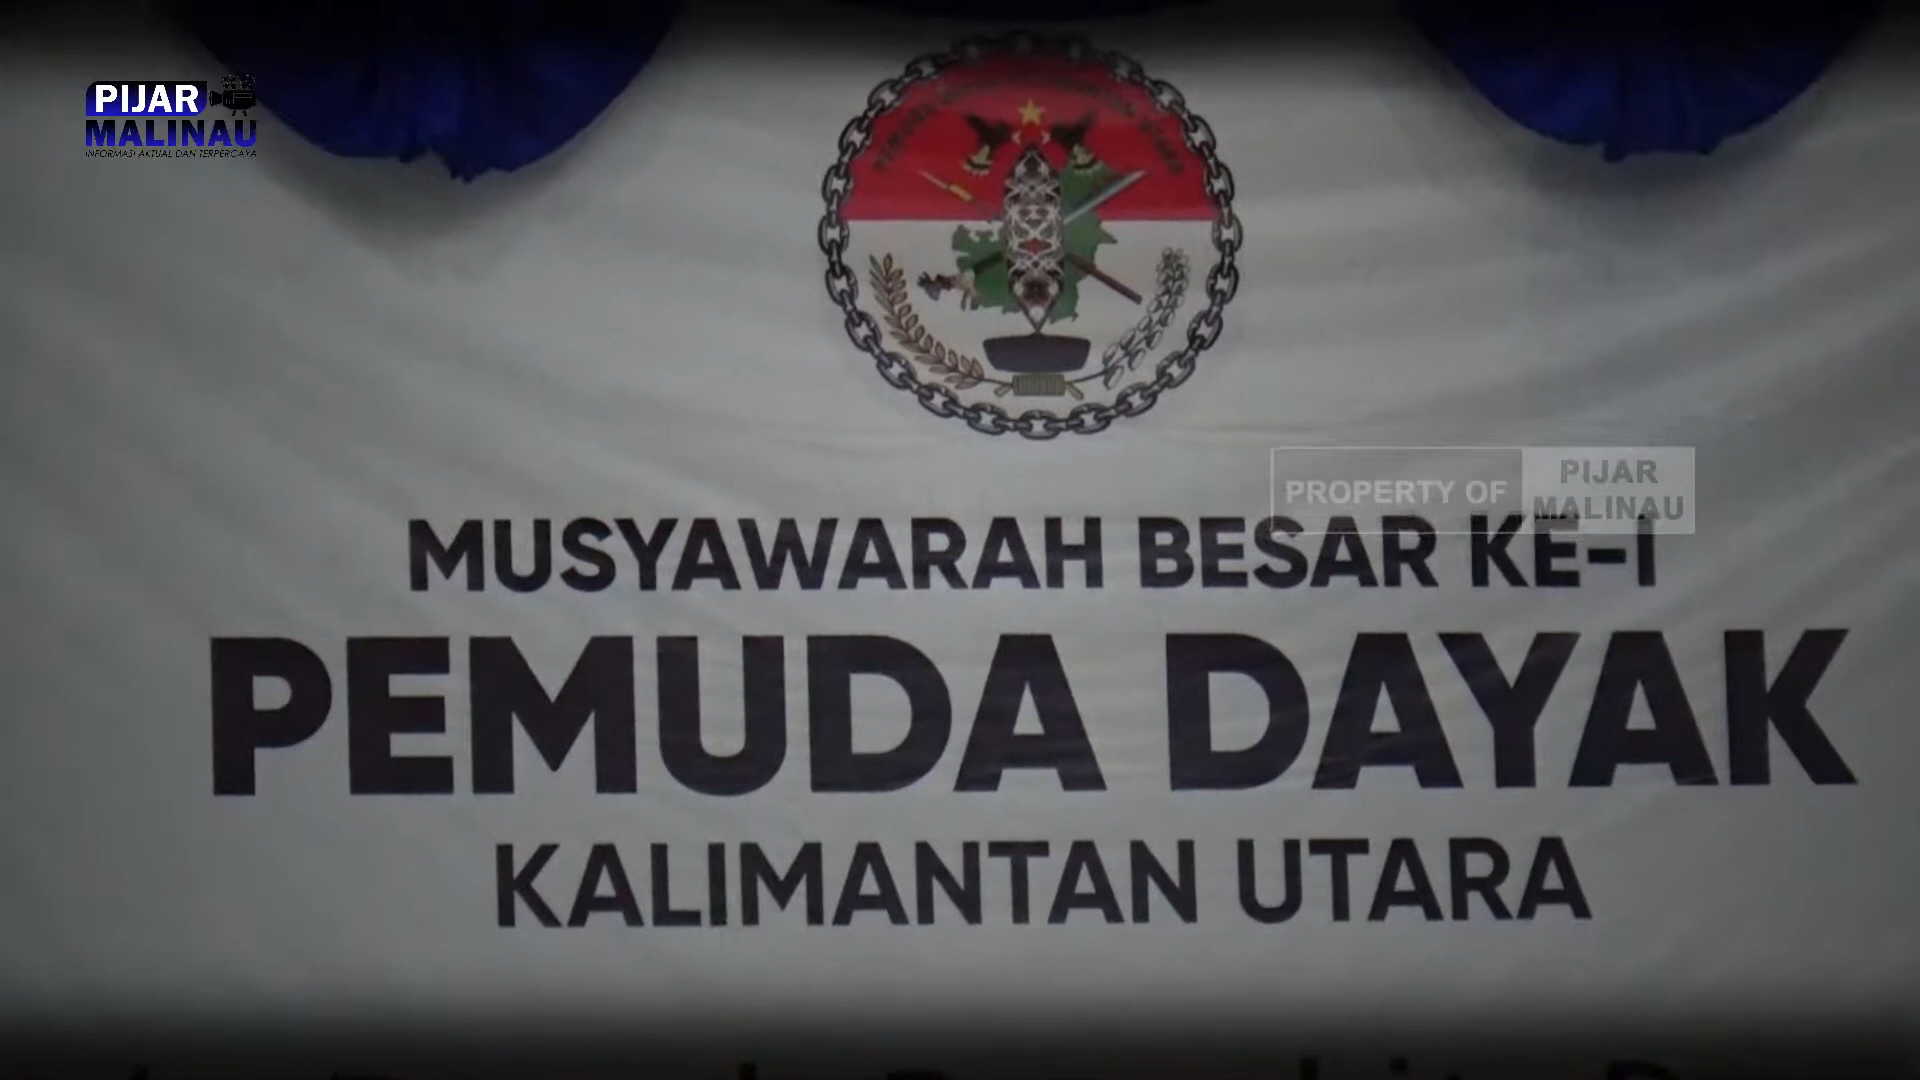 PIJAR
MALINAU
INFORMASI AKTUAL DAN TERPERCAYA
PROPERTY OF
PIJAR
MALINAU
MUSYAWARAH BESAR KE-I
PEMUDA DAYAK
KALIMANTAN UTARA